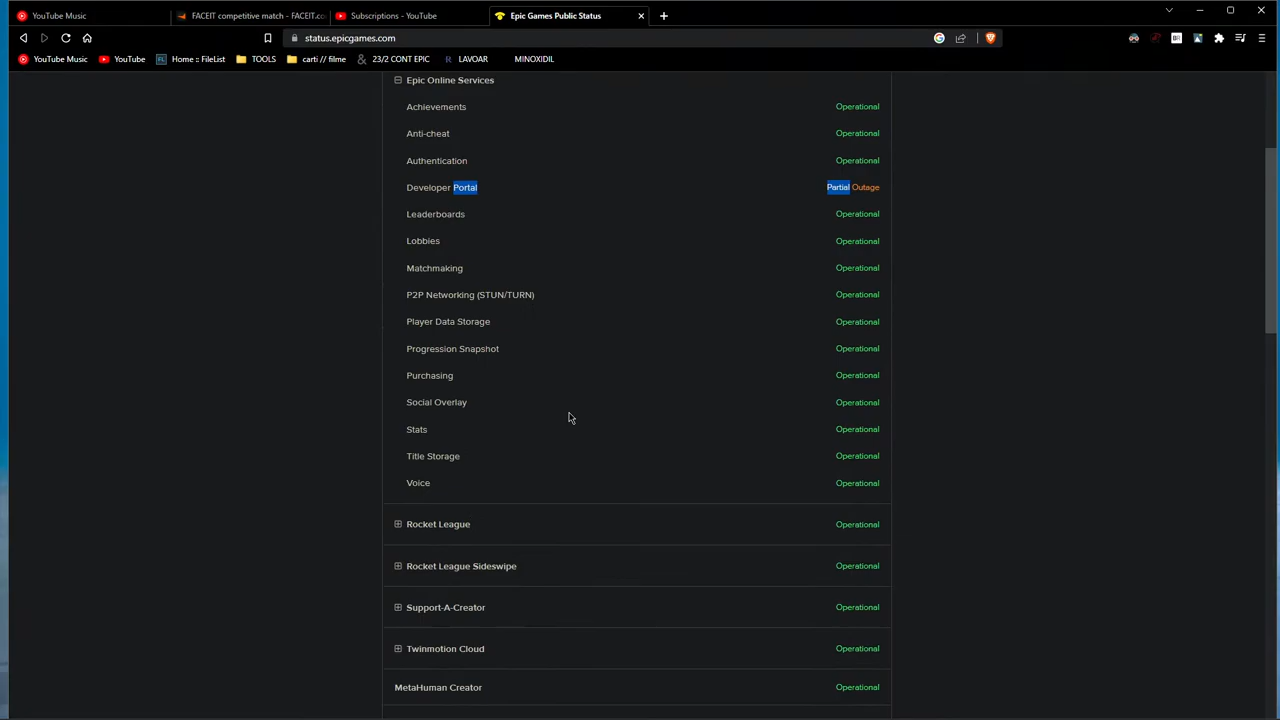 YouTube Music
FACEIT competitive match - FACEIT.co
Subscriptions - YouTube
Epic Games Public Status
status.epicgames.com
YouTube Music
YouTube
FL
Home :: FileList
TOOLS
carti // filme
23/2 CONT EPIC
R
LAVOAR
MINOXIDIL
Epic Online Services
Achievements Operational
Anti-cheat Operational
Authentication Operational
Developer Portal Partial Outage
Leaderboards Operational
Lobbies Operational
Matchmaking Operational
P2P Networking (STUN/TURN) Operational
Player Data Storage Operational
Progression Snapshot Operational
Purchasing Operational
Social Overlay Operational
Stats Operational
Title Storage Operational
Voice Operational
Rocket League Operational
Rocket League Sideswipe Operational
Support-A-Creator Operational
Twinmotion Cloud Operational
MetaHuman Creator Operational